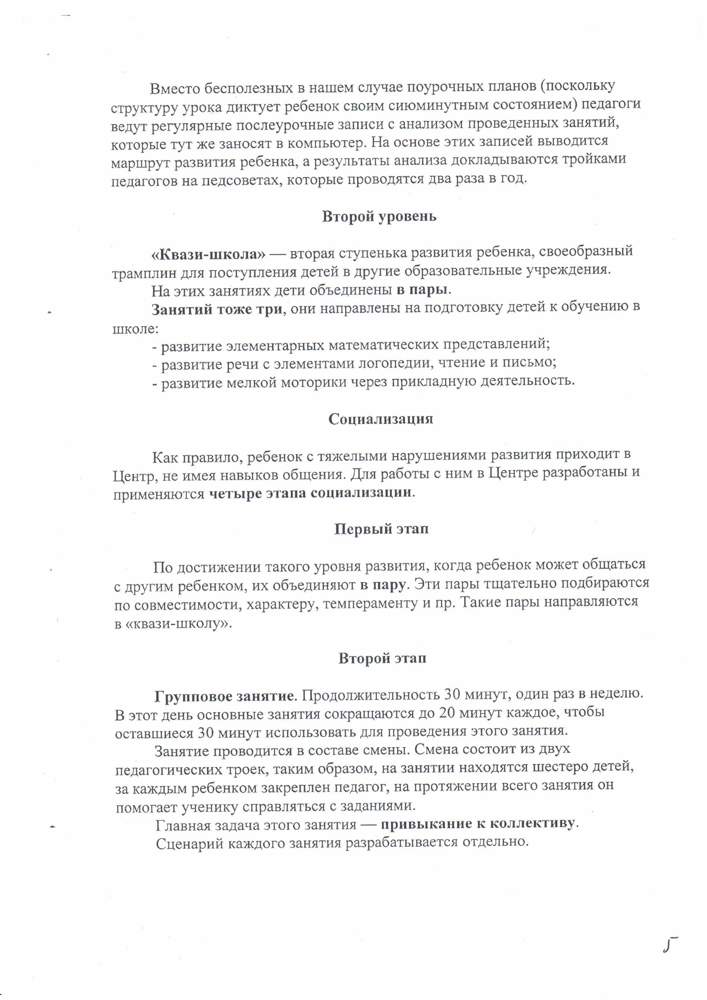 Вместо бесполезных в нашем случае поурочных планов (поскольку
структуру урока диктует ребенок своим сиюминутным состоянием) педагоги
ведут регулярные послеурочные записи с анализом проведенных занятий,
которые тут же заносят в компьютер. На основе этих записей выводится
маршрут развития ребенка, а результаты анализа докладываются тройками
педагогов на педсоветах, которые проводятся два раза в год.
Второй уровень
«Квази-школа» — вторая ступенька развития ребенка, своеобразный
трамплин для поступления детей в другие образовательные учреждения.
На этих занятиях дети объединены в пары.
Занятий тоже три, они направлены на подготовку детей к обучению в
школе:
- развитие элементарных математических представлений;
- развитие речи с элементами логопедии, чтение и письмо;
- развитие мелкой моторики через прикладную деятельность.
Социализация
Как правило, ребенок с тяжелыми нарушениями развития приходит в
Центр, не имея навыков общения. Для работы с ним в Центре разработаны и
применяются четыре этапа социализации.
Первый этап
По достижении такого уровня развития, когда ребенок может общаться
с другим ребенком, их объединяют в пару. Эти пары тщательно подбираются
по совместимости, характеру, темпераменту и пр. Такие пары направляются
в «квази-школу».
Второй этап
Групповое занятие. Продолжительность 30 минут, один раз в неделю.
В этот день основные занятия сокращаются до 20 минут каждое, чтобы
оставшиеся 30 минут использовать для проведения этого занятия.
Занятие проводится в составе смены. Смена состоит из двух
педагогических троек, таким образом, на занятии находятся шестеро детей,
за каждым ребенком закреплен педагог, на протяжении всего занятия он
помогает ученику справляться с заданиями.
Главная задача этого занятия — привыкание к коллективу.
Сценарий каждого занятия разрабатывается отдельно.
5